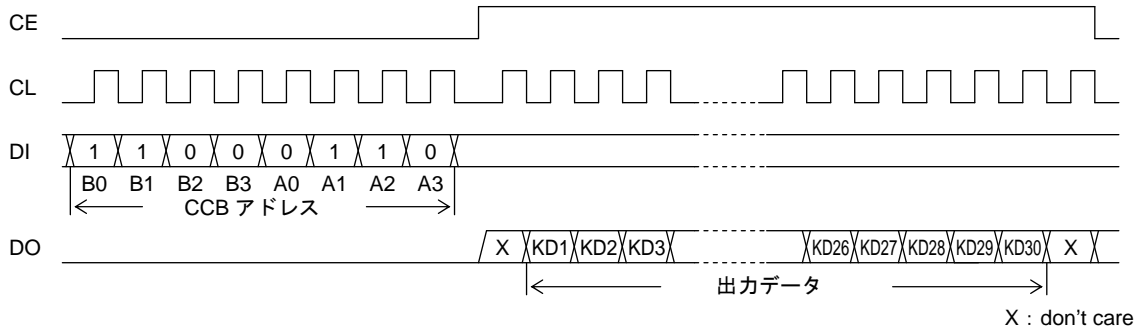 CE
CL
DI 1 1 0 0 0 1 1 0
B0 B1 B2 B3 A0 A1 A2 A3
CCB アドレス
DO X KD1 KD2 KD3 KD26 KD27 KD28 KD29 KD30 X
出力データ
X : don't care